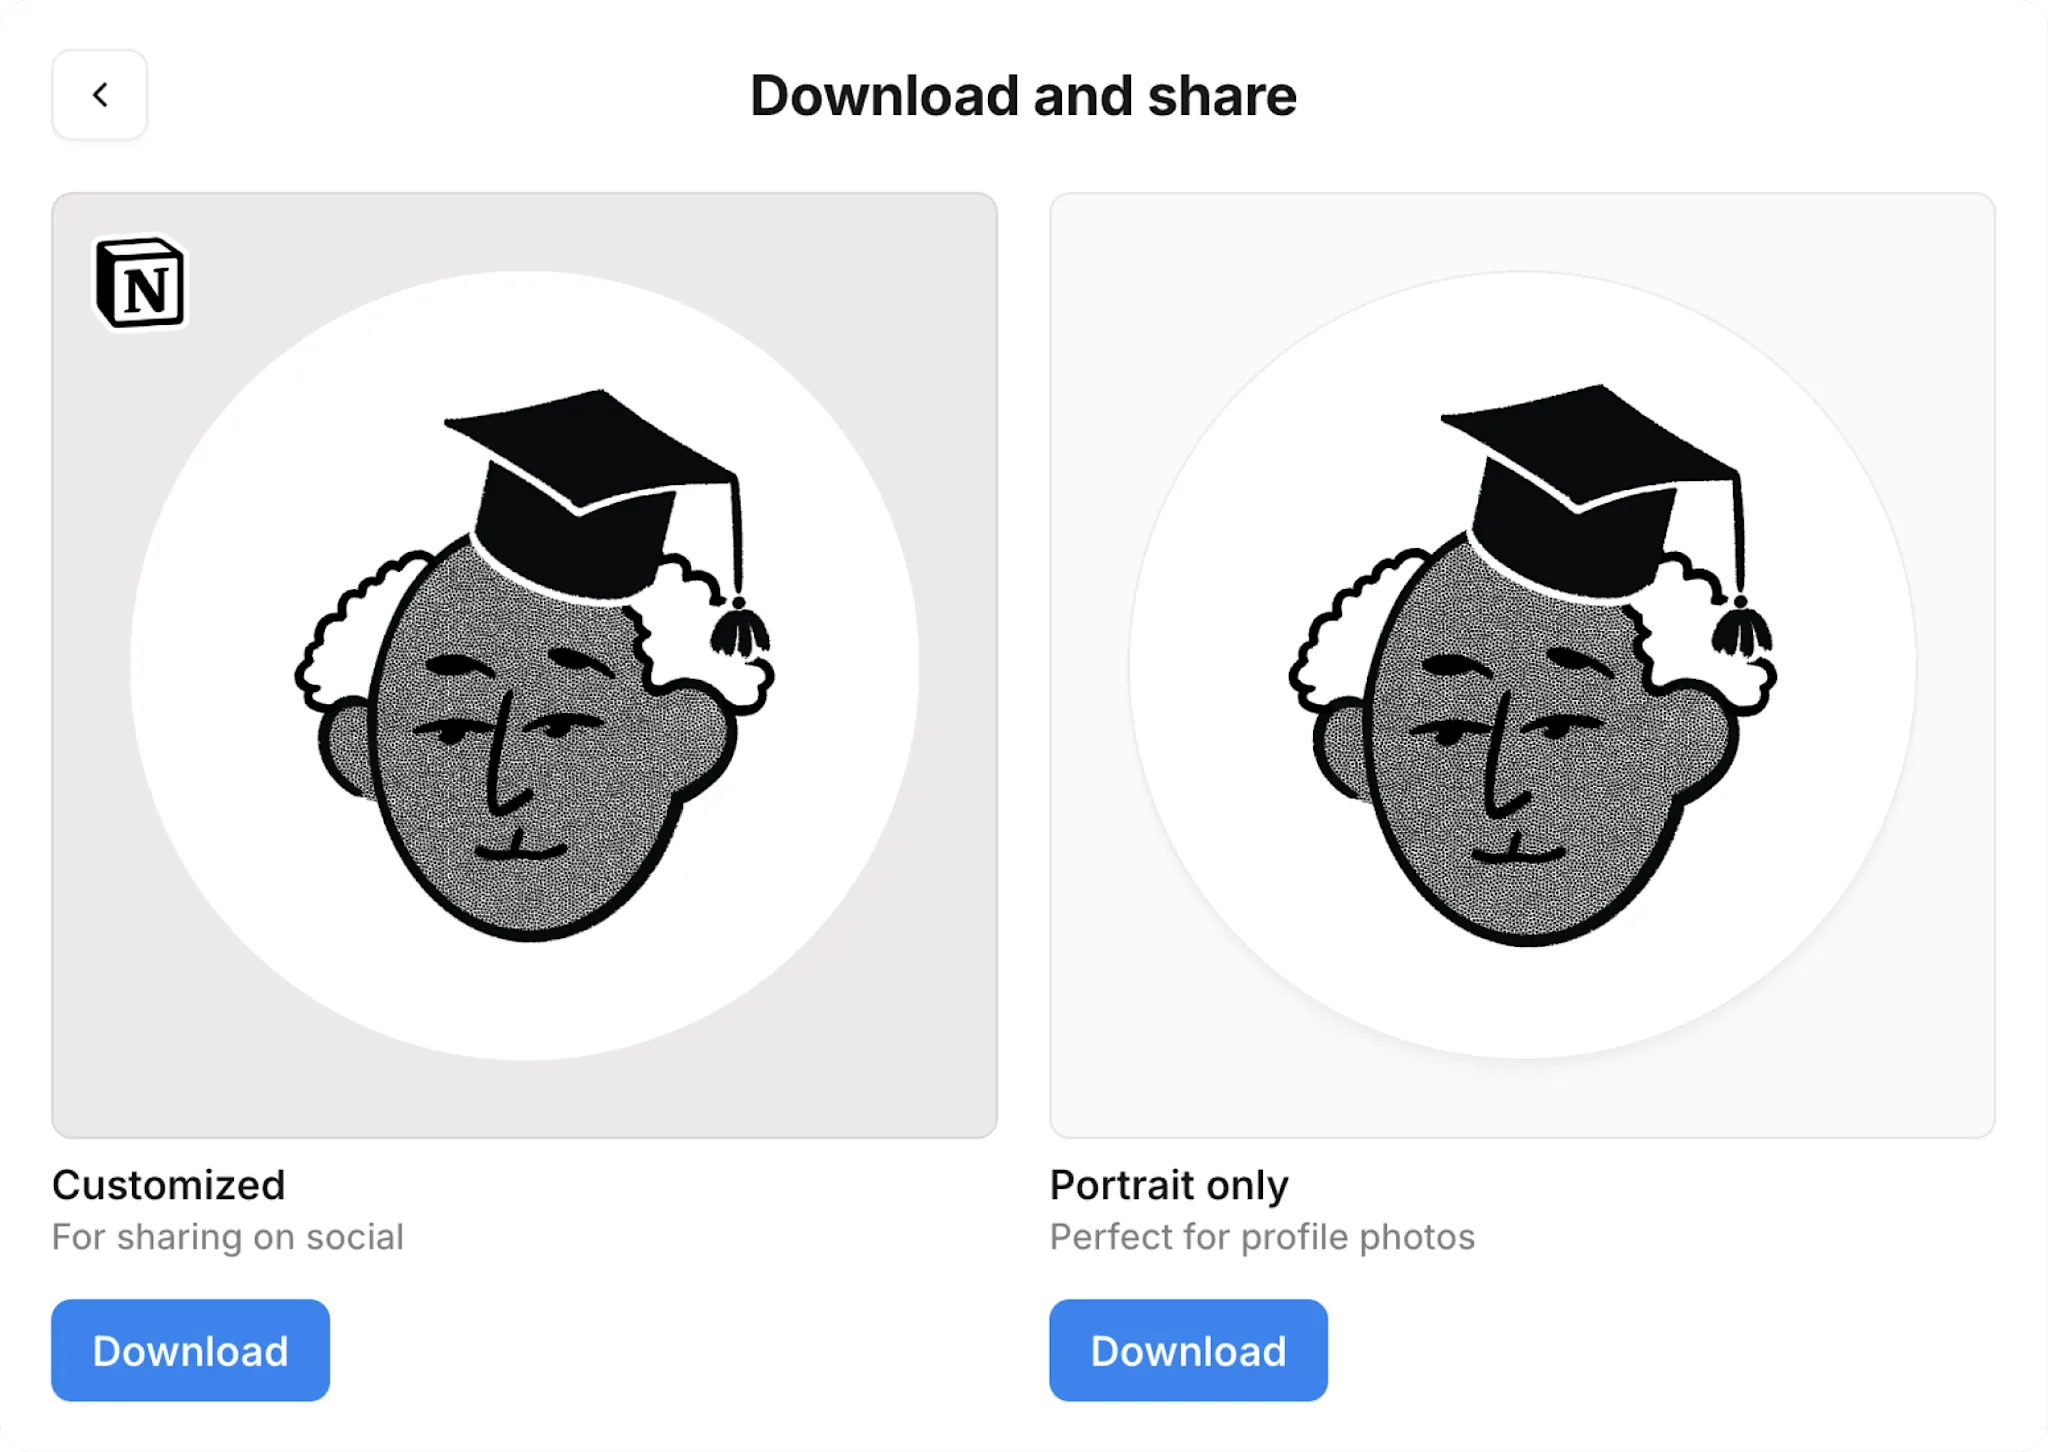 Download and share
N
Customized
For sharing on social
Download
Portrait only
Perfect for profile photos
Download